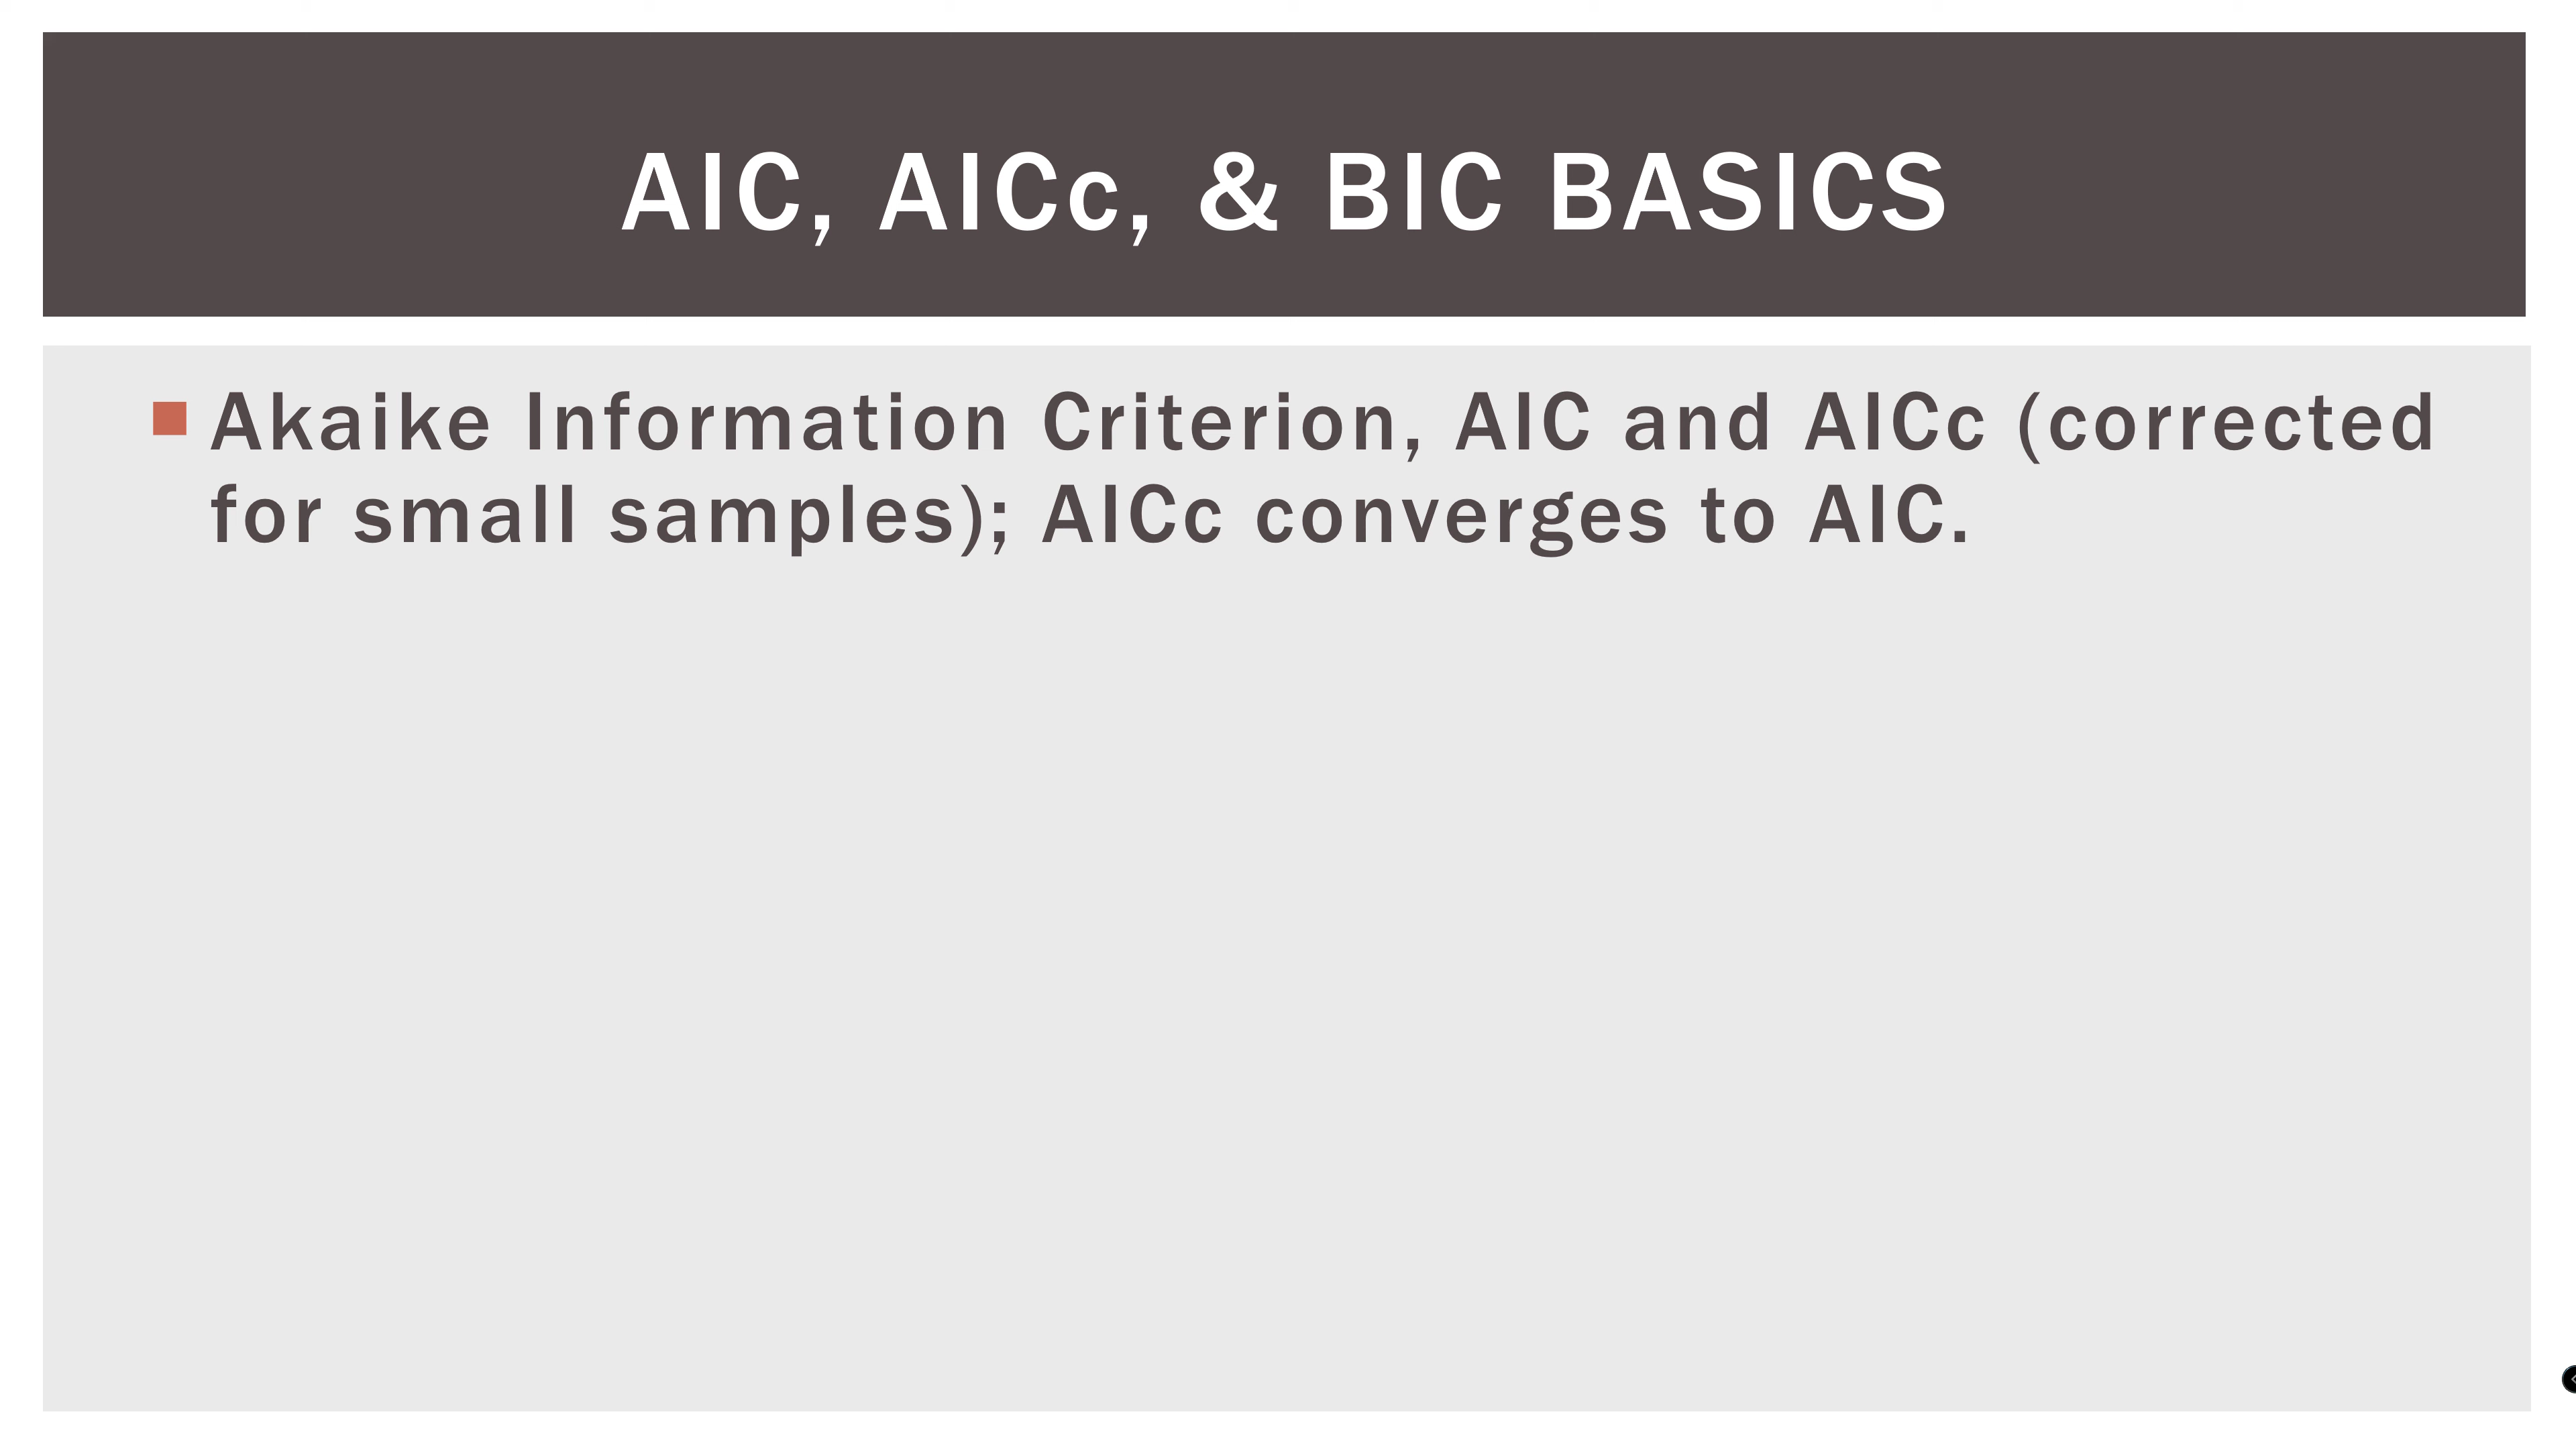 AIC, AICc, & BIC BASICS
Akaike Information Criterion, AIC and AICc (corrected
for small samples); AICc converges to AIC.